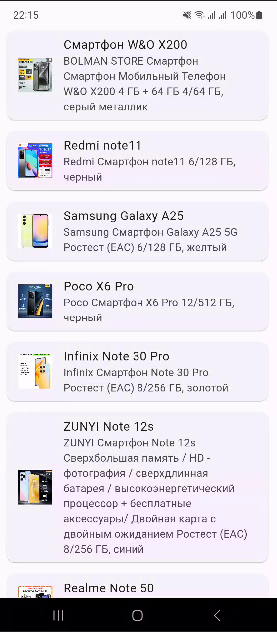 22:15
100%
Смартфон W&O X200
BOLMAN STORE Смартфон
Смартфон Мобильный Телефон
W&O X200 4 ГБ + 64 ГБ 4/64 ГБ,
серый металлик
Redmi note11
Redmi Смартфон note11 6/128 ГБ,
черный
Samsung Galaxy A25
Samsung Смартфон Galaxy A25 5G
Ростест (EAC) 6/128 ГБ, желтый
Poco X6 Pro
Poco Смартфон X6 Pro 12/512 ГБ,
черный
Infinix Note 30 Pro
Infinix Смартфон Note 30 Pro
Ростест (EAC) 8/256 ГБ, золотой
ZUNYI Note 12s
ZUNYI Смартфон Note 12s
Сверхбольшая память / HD -
фотография / сверхдлинная
батарея / высокоэнергетический
процессор + бесплатные
аксессуары/ Двойная карта с
двойным ожиданием Ростест (EAC)
8/256 ГБ, синий
Realme Note 50